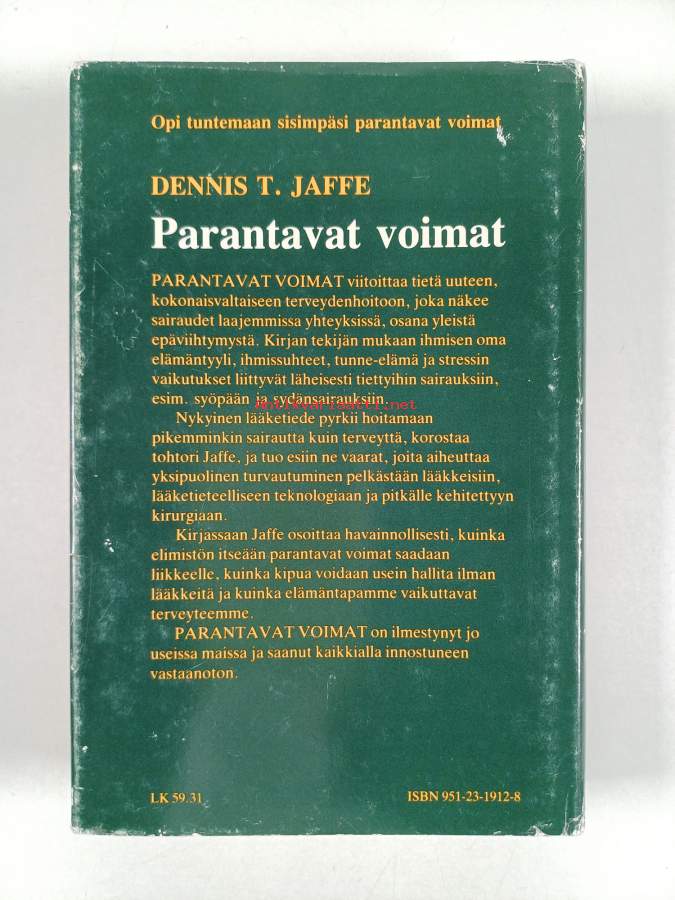 Opi tuntemaan sisimpäsi parantavat voimat
DENNIS T. JAFFE
Parantavat voimat
PARANTAVAT VOIMAT viitoittaa tietä uuteen,
kokonaisvaltaiseen terveydenhoitoon, joka näkee
sairaudet laajemmissa yhteyksissä, osana yleistä
epäviihtymystä. Kirjan tekijän mukaan ihmisen oma
elämäntyyli, ihmissuhteet, tunne-elämä ja stressin
vaikutukset liittyvät läheisesti tiettyihin sairauksiin,
esim. syöpään ja sydänsairauksiin.
Antikvariaatti.net
Nykyinen lääketiede pyrkii hoitamaan
pikemminkin sairautta kuin terveyttä, korostaa
tohtori Jaffe, ja tuo esiin ne vaarat, joita aiheuttaa
yksipuolinen turvautuminen pelkästään lääkkeisiin,
lääketieteelliseen teknologiaan ja pitkälle kehitettyyn
kirurgiaan.
Kirjassaan Jaffe osoittaa havainnollisesti, kuinka
elimistön itseään parantavat voimat saadaan
liikkeelle, kuinka kipua voidaan usein hallita ilman
lääkkeitä ja kuinka elämäntapamme vaikuttavat
terveyteemme.
PARANTAVAT VOIMAT on ilmestynyt jo
useissa maissa ja saanut kaikkialla innostuneen
vastaanoton.
LK 59.31
ISBN 951-23-1912-8